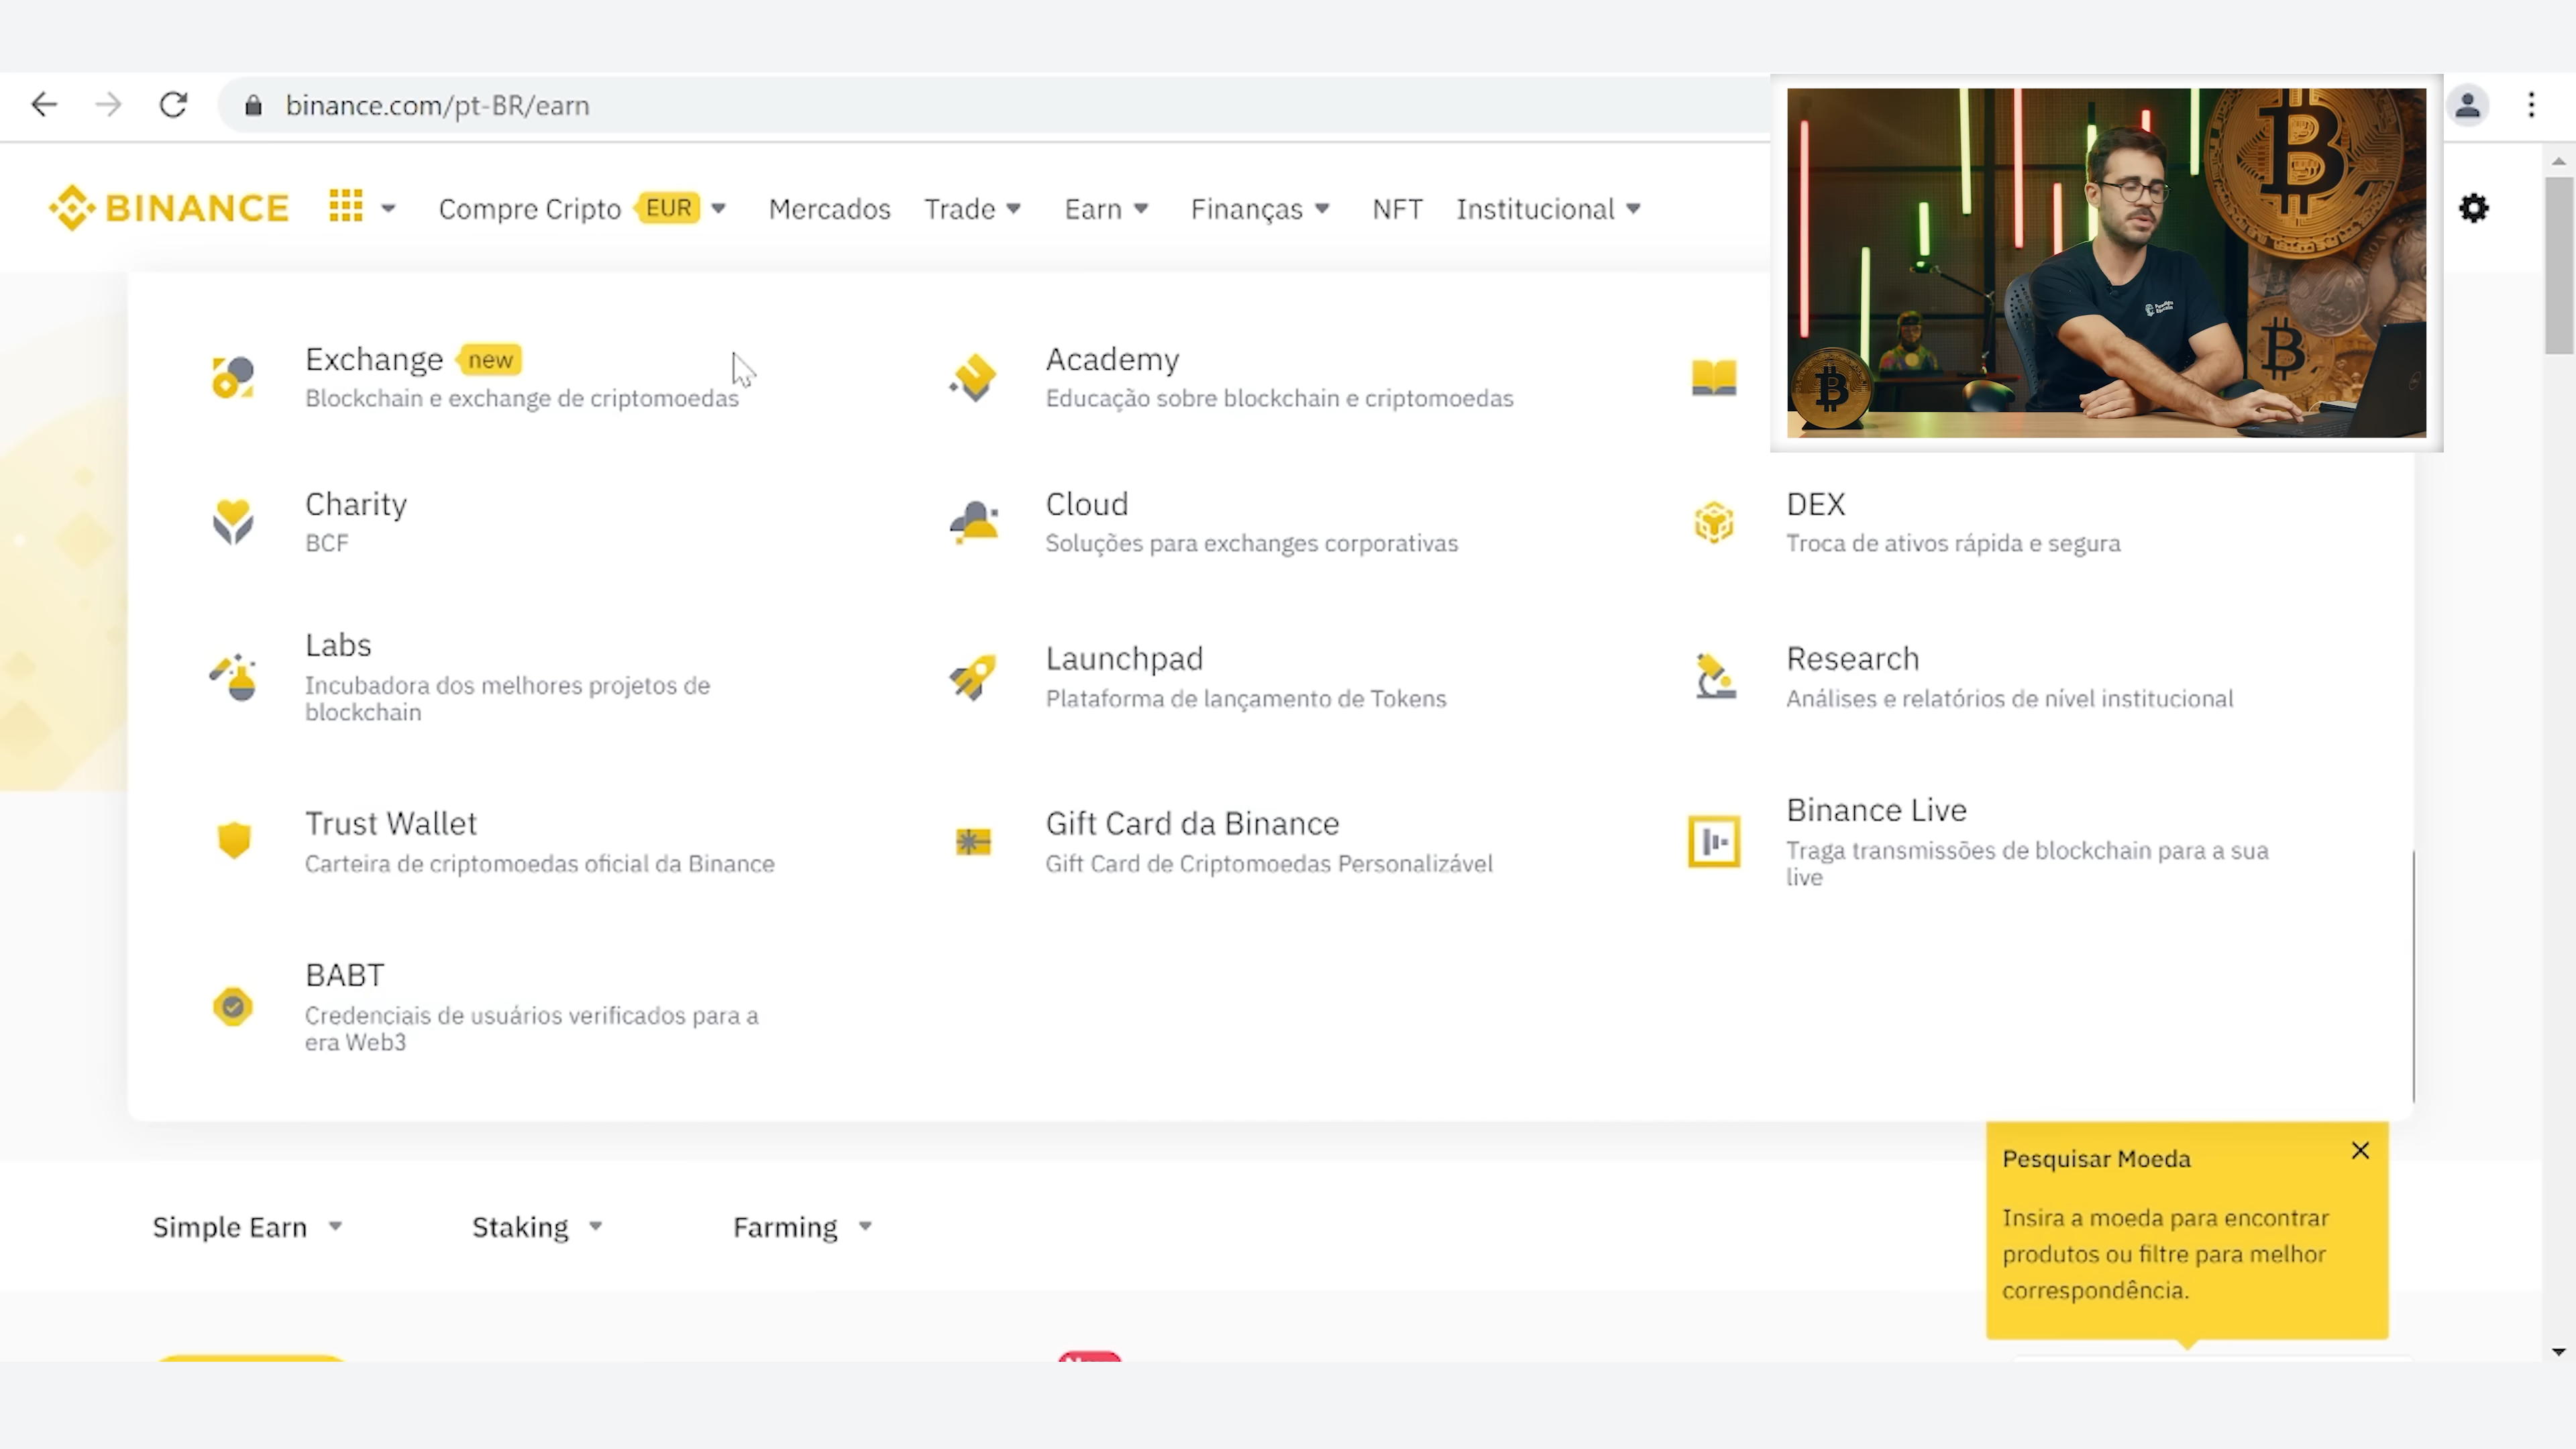 binance.com/pt-BR/earn
BINANCE
Compre Cripto EUR Mercados Trade Earn Finanças NFT Institucional
Exchange new
Blockchain e exchange de criptomoedas
Academy
Educação sobre blockchain e criptomoedas
Charity
BCF
Cloud
Soluções para exchanges corporativas
DEX
Troca de ativos rápida e segura
Labs
Incubadora dos melhores projetos de
blockchain
Launchpad
Plataforma de lançamento de Tokens
Research
Análises e relatórios de nível institucional
Trust Wallet
Carteira de criptomoedas oficial da Binance
Gift Card da Binance
Gift Card de Criptomoedas Personalizável
Binance Live
Traga transmissões de blockchain para a sua
live
BABT
Credenciais de usuários verificados para a
era Web3
Pesquisar Moeda
Insira a moeda para encontrar
produtos ou filtre para melhor
correspondência.
Simple Earn Staking Farming